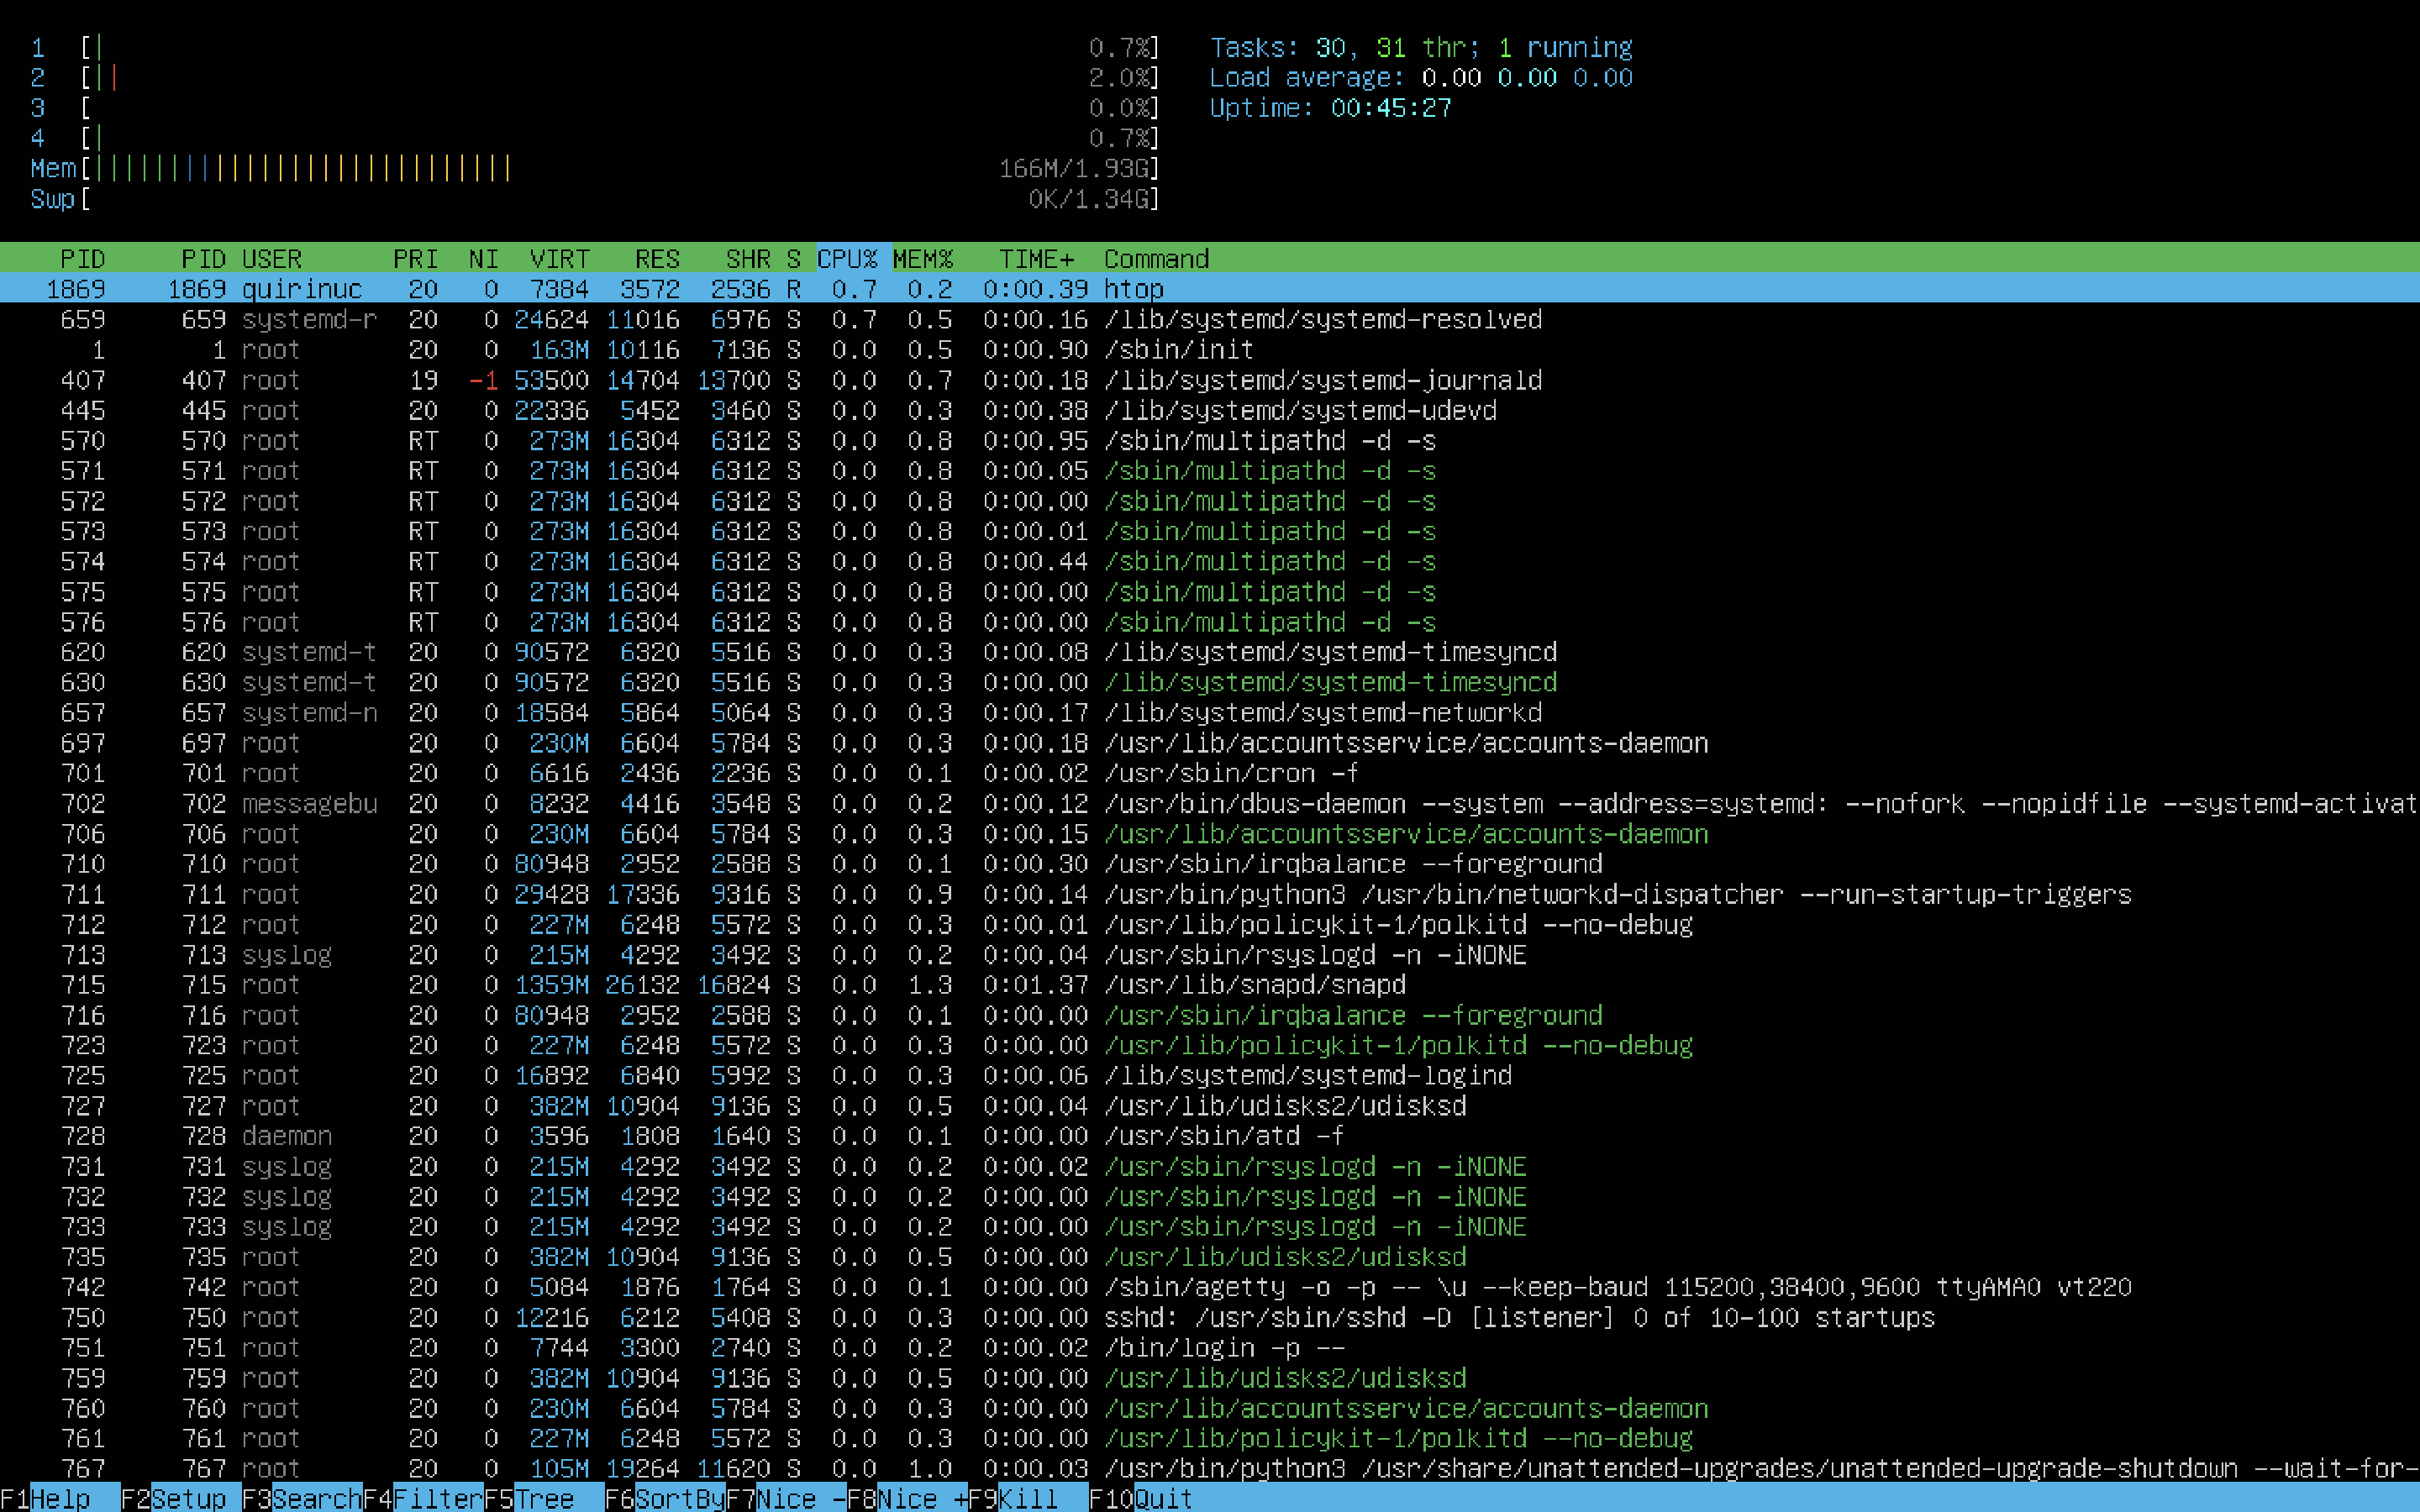 1 [| 0.7%] Tasks: 30, 31 thr; 1 running
2 [|| 2.0%] Load average: 0.00 0.00 0.00
3 [ 0.0%] Uptime: 00:45:27
4 [| 0.7%]
Mem[|||||||||||||||||||||||||||| 166M/1.93G]
Swp[ 0K/1.34G]
PID PID USER PRI NI VIRT RES SHR S CPU% MEM% TIME+ Command
1869 1869 quirinuc 20 0 7384 3572 2536 R 0.7 0.2 0:00.39 htop
659 659 systemd-r 20 0 24624 11016 6976 S 0.7 0.5 0:00.16 /lib/systemd/systemd-resolved
1 1 root 20 0 163M 10116 7136 S 0.0 0.5 0:00.90 /sbin/init
407 407 root 19 -1 53500 14704 13700 S 0.0 0.7 0:00.18 /lib/systemd/systemd-journald
445 445 root 20 0 22336 5452 3460 S 0.0 0.3 0:00.38 /lib/systemd/systemd-udevd
570 570 root RT 0 273M 16304 6312 S 0.0 0.8 0:00.95 /sbin/multipathd -d -s
571 571 root RT 0 273M 16304 6312 S 0.0 0.8 0:00.05 /sbin/multipathd -d -s
572 572 root RT 0 273M 16304 6312 S 0.0 0.8 0:00.00 /sbin/multipathd -d -s
573 573 root RT 0 273M 16304 6312 S 0.0 0.8 0:00.01 /sbin/multipathd -d -s
574 574 root RT 0 273M 16304 6312 S 0.0 0.8 0:00.44 /sbin/multipathd -d -s
575 575 root RT 0 273M 16304 6312 S 0.0 0.8 0:00.00 /sbin/multipathd -d -s
576 576 root RT 0 273M 16304 6312 S 0.0 0.8 0:00.00 /sbin/multipathd -d -s
620 620 systemd-t 20 0 90572 6320 5516 S 0.0 0.3 0:00.08 /lib/systemd/systemd-timesyncd
630 630 systemd-t 20 0 90572 6320 5516 S 0.0 0.3 0:00.00 /lib/systemd/systemd-timesyncd
657 657 systemd-n 20 0 18584 5864 5064 S 0.0 0.3 0:00.17 /lib/systemd/systemd-networkd
697 697 root 20 0 230M 6604 5784 S 0.0 0.3 0:00.18 /usr/lib/accountsservice/accounts-daemon
701 701 root 20 0 6616 2436 2236 S 0.0 0.1 0:00.02 /usr/sbin/cron -f
702 702 messagebu 20 0 8232 4416 3548 S 0.0 0.2 0:00.12 /usr/bin/dbus-daemon --system --address=systemd: --nofork --nopidfile --systemd-activat
706 706 root 20 0 230M 6604 5784 S 0.0 0.3 0:00.15 /usr/lib/accountsservice/accounts-daemon
710 710 root 20 0 80948 2952 2588 S 0.0 0.1 0:00.30 /usr/sbin/irqbalance --foreground
711 711 root 20 0 29428 17336 9316 S 0.0 0.9 0:00.14 /usr/bin/python3 /usr/bin/networkd-dispatcher --run-startup-triggers
712 712 root 20 0 227M 6248 5572 S 0.0 0.3 0:00.01 /usr/lib/policykit-1/polkitd --no-debug
713 713 syslog 20 0 215M 4292 3492 S 0.0 0.2 0:00.04 /usr/sbin/rsyslogd -n -iNONE
715 715 root 20 0 1359M 26132 16824 S 0.0 1.3 0:01.37 /usr/lib/snapd/snapd
716 716 root 20 0 80948 2952 2588 S 0.0 0.1 0:00.00 /usr/sbin/irqbalance --foreground
723 723 root 20 0 227M 6248 5572 S 0.0 0.3 0:00.00 /usr/lib/policykit-1/polkitd --no-debug
725 725 root 20 0 16892 6840 5992 S 0.0 0.3 0:00.06 /lib/systemd/systemd-logind
727 727 root 20 0 382M 10904 9136 S 0.0 0.5 0:00.04 /usr/lib/udisks2/udisksd
728 728 daemon 20 0 3596 1808 1640 S 0.0 0.1 0:00.00 /usr/sbin/atd -f
731 731 syslog 20 0 215M 4292 3492 S 0.0 0.2 0:00.02 /usr/sbin/rsyslogd -n -iNONE
732 732 syslog 20 0 215M 4292 3492 S 0.0 0.2 0:00.00 /usr/sbin/rsyslogd -n -iNONE
733 733 syslog 20 0 215M 4292 3492 S 0.0 0.2 0:00.00 /usr/sbin/rsyslogd -n -iNONE
735 735 root 20 0 382M 10904 9136 S 0.0 0.5 0:00.00 /usr/lib/udisks2/udisksd
742 742 root 20 0 5084 1876 1764 S 0.0 0.1 0:00.00 /sbin/agetty -o -p -- \u --keep-baud 115200,38400,9600 ttyAMA0 vt220
750 750 root 20 0 12216 6212 5408 S 0.0 0.3 0:00.00 sshd: /usr/sbin/sshd -D [listener] 0 of 10-100 startups
751 751 root 20 0 7744 3300 2740 S 0.0 0.2 0:00.02 /bin/login -p --
759 759 root 20 0 382M 10904 9136 S 0.0 0.5 0:00.00 /usr/lib/udisks2/udisksd
760 760 root 20 0 230M 6604 5784 S 0.0 0.3 0:00.00 /usr/lib/accountsservice/accounts-daemon
761 761 root 20 0 227M 6248 5572 S 0.0 0.3 0:00.00 /usr/lib/policykit-1/polkitd --no-debug
767 767 root 20 0 105M 19264 11620 S 0.0 1.0 0:00.03 /usr/bin/python3 /usr/share/unattended-upgrades/unattended-upgrade-shutdown --wait-for-
F1Help F2Setup F3SearchF4FilterF5Tree F6SortByF7Nice -F8Nice +F9Kill F10Quit